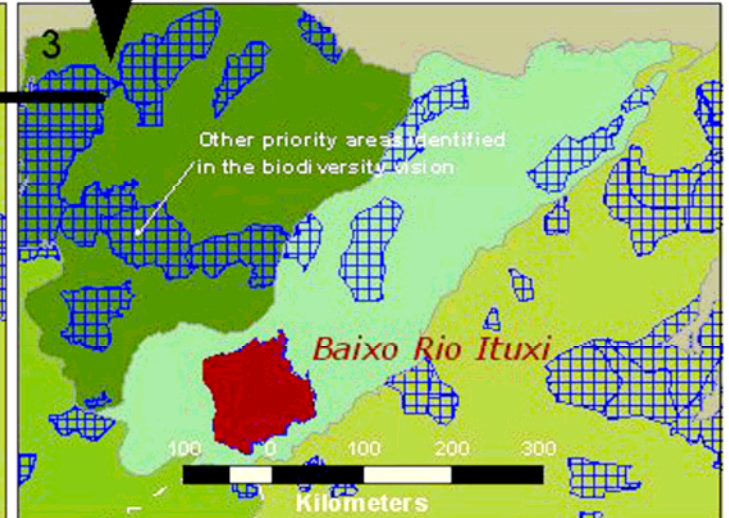 3
Other priority areas identified
in the biodiversity vision
Baixo Rio Ituxi
100 0 100 200 300
Kilometers